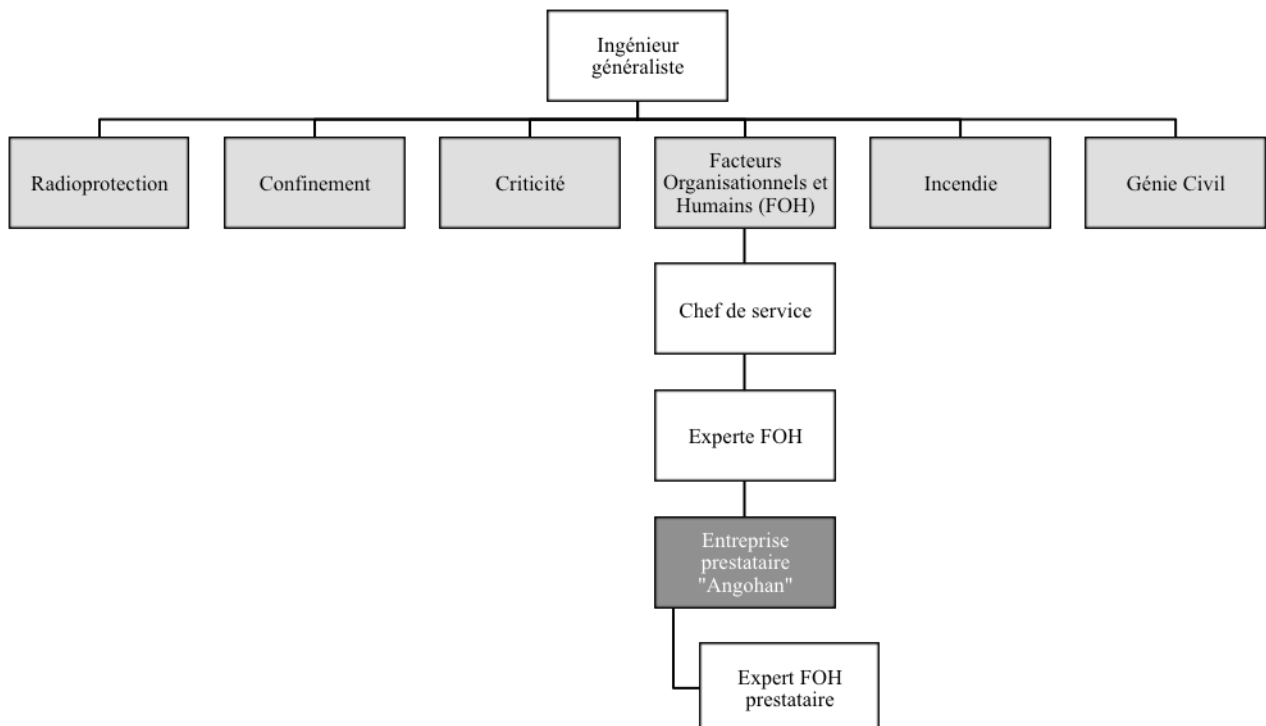 Ingénieur
généraliste
Radioprotection
Confinement
Criticité
Facteurs
Organisationnels et
Humains (FOH)
Incendie
Génie Civil
Chef de service
Experte FOH
Entreprise
prestataire
"Angohan"
Expert FOH
prestataire